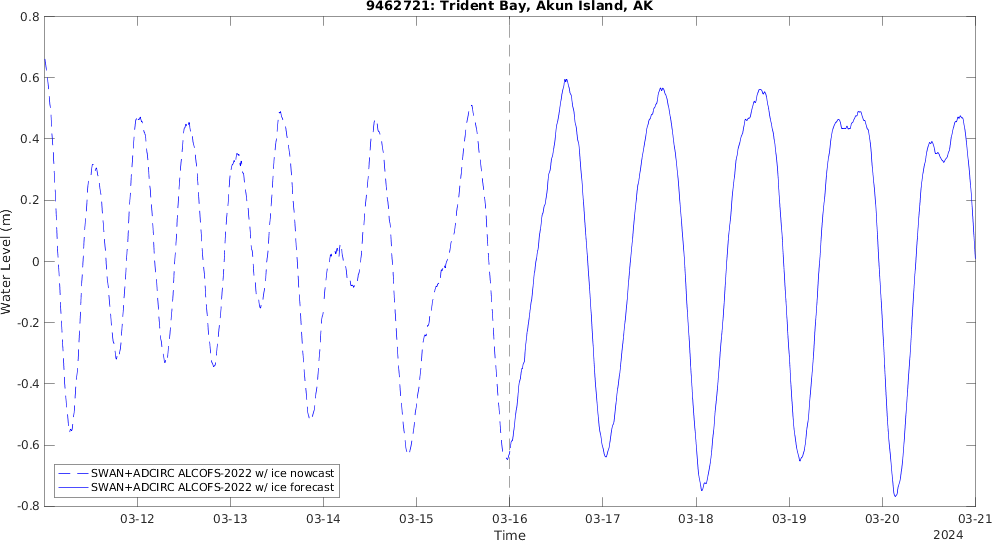 9462721: Trident Bay, Akun Island, AK
Water Level (m)
0.8
0.6
0.4
0.2
0
-0.2
-0.4
-0.6
-0.8
SWAN+ADCIRC ALCOFS-2022 w/ ice nowcast
SWAN+ADCIRC ALCOFS-2022 w/ ice forecast
03-12 03-13 03-14 03-15 03-16 03-17 03-18 03-19 03-20 03-21
Time
2024